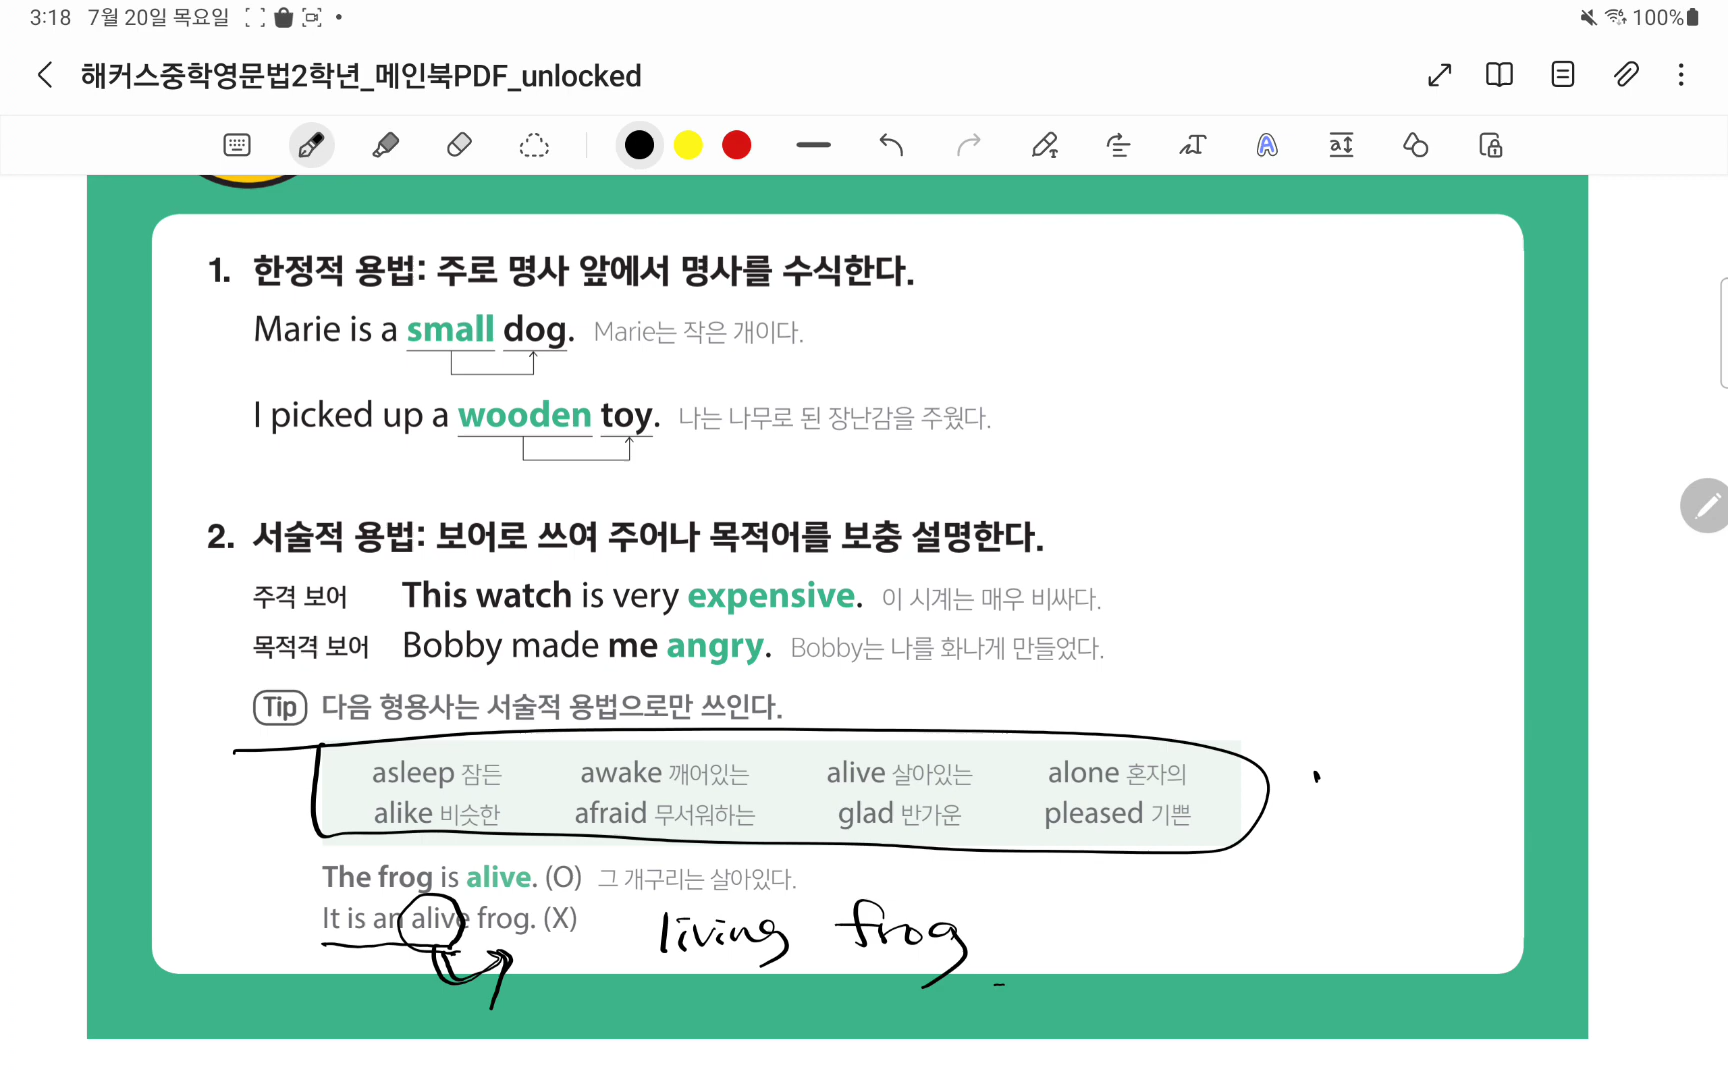 3:18 7월 20일 목요일 100%
해커스중학영문법2학년_메인북PDF_unlocked
1. 한정적 용법: 주로 명사 앞에서 명사를 수식한다.
Marie is a small dog. Marie는 작은 개이다.
I picked up a wooden toy. 나는 나무로 된 장난감을 주웠다.
2. 서술적 용법: 보어로 쓰여 주어나 목적어를 보충 설명한다.
주격 보어 This watch is very expensive. 이 시계는 매우 비싸다.
목적격 보어 Bobby made me angry. Bobby는 나를 화나게 만들었다.
Tip 다음 형용사는 서술적 용법으로만 쓰인다.
asleep 잠든 awake 깨어있는 alive 살아있는 alone 혼자의
alike 비슷한 afraid 무서워하는 glad 반가운 pleased 기쁜
The frog is alive. (O) 그 개구리는 살아있다.
It is an alive frog. (X) living frog